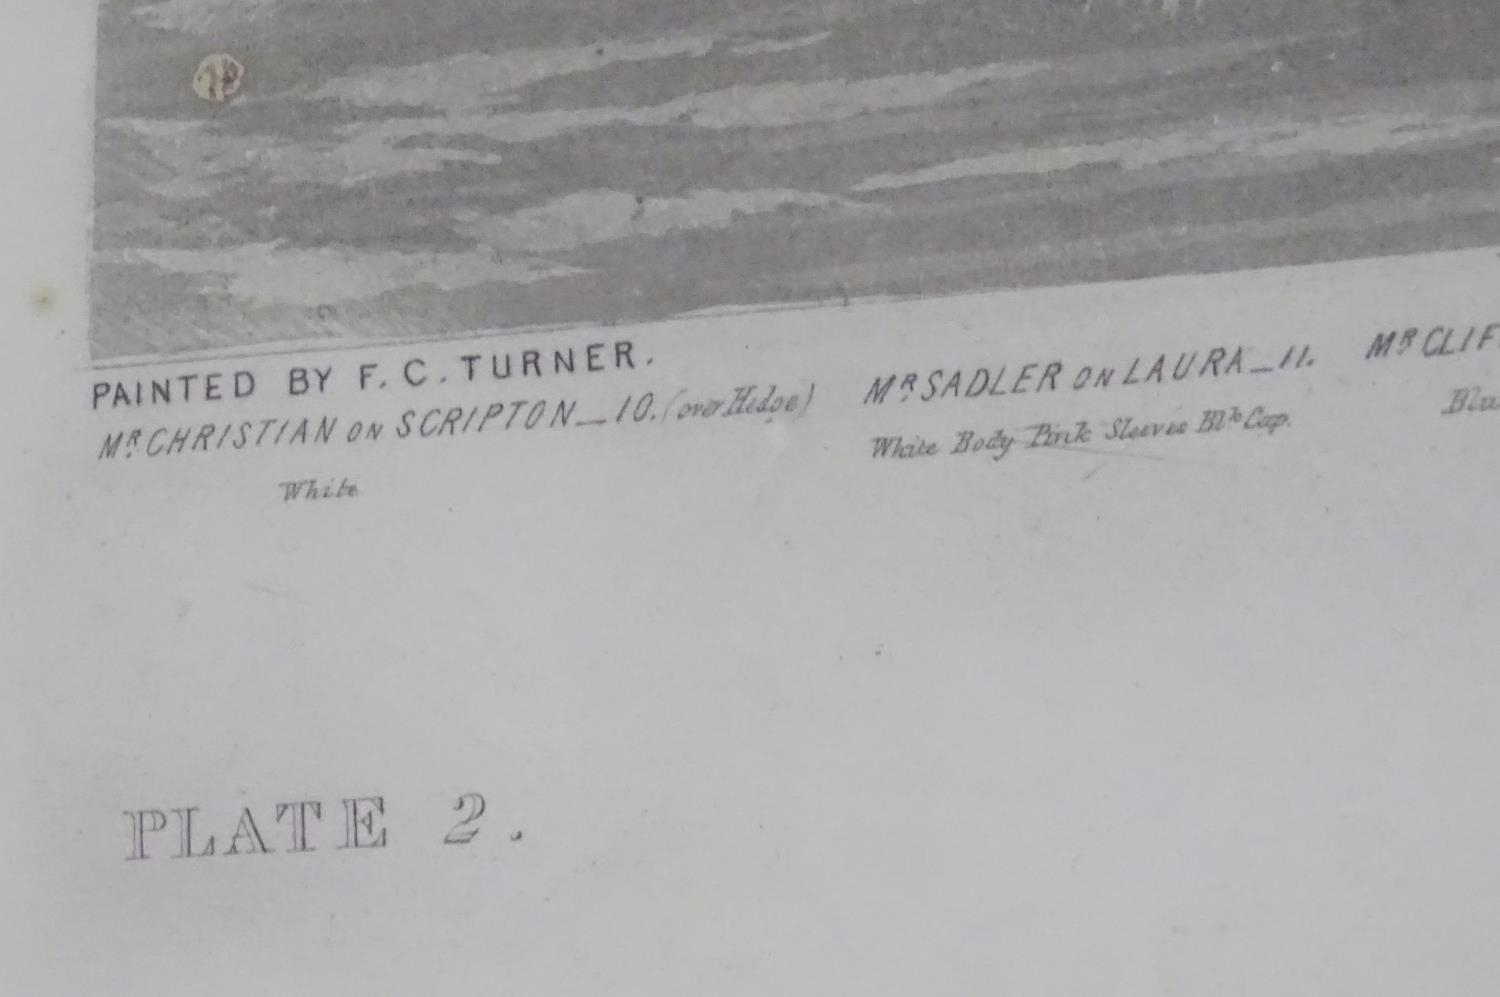 PAINTED BY F. C. TURNER.
MR CHRISTIAN ON SCRIPTON_10. (over Hedge)
White
MR SADLER ON LAURA_11.
White Body Pink Sleeves Blk Cap.
MR CLIF
Blu
PLATE 2.